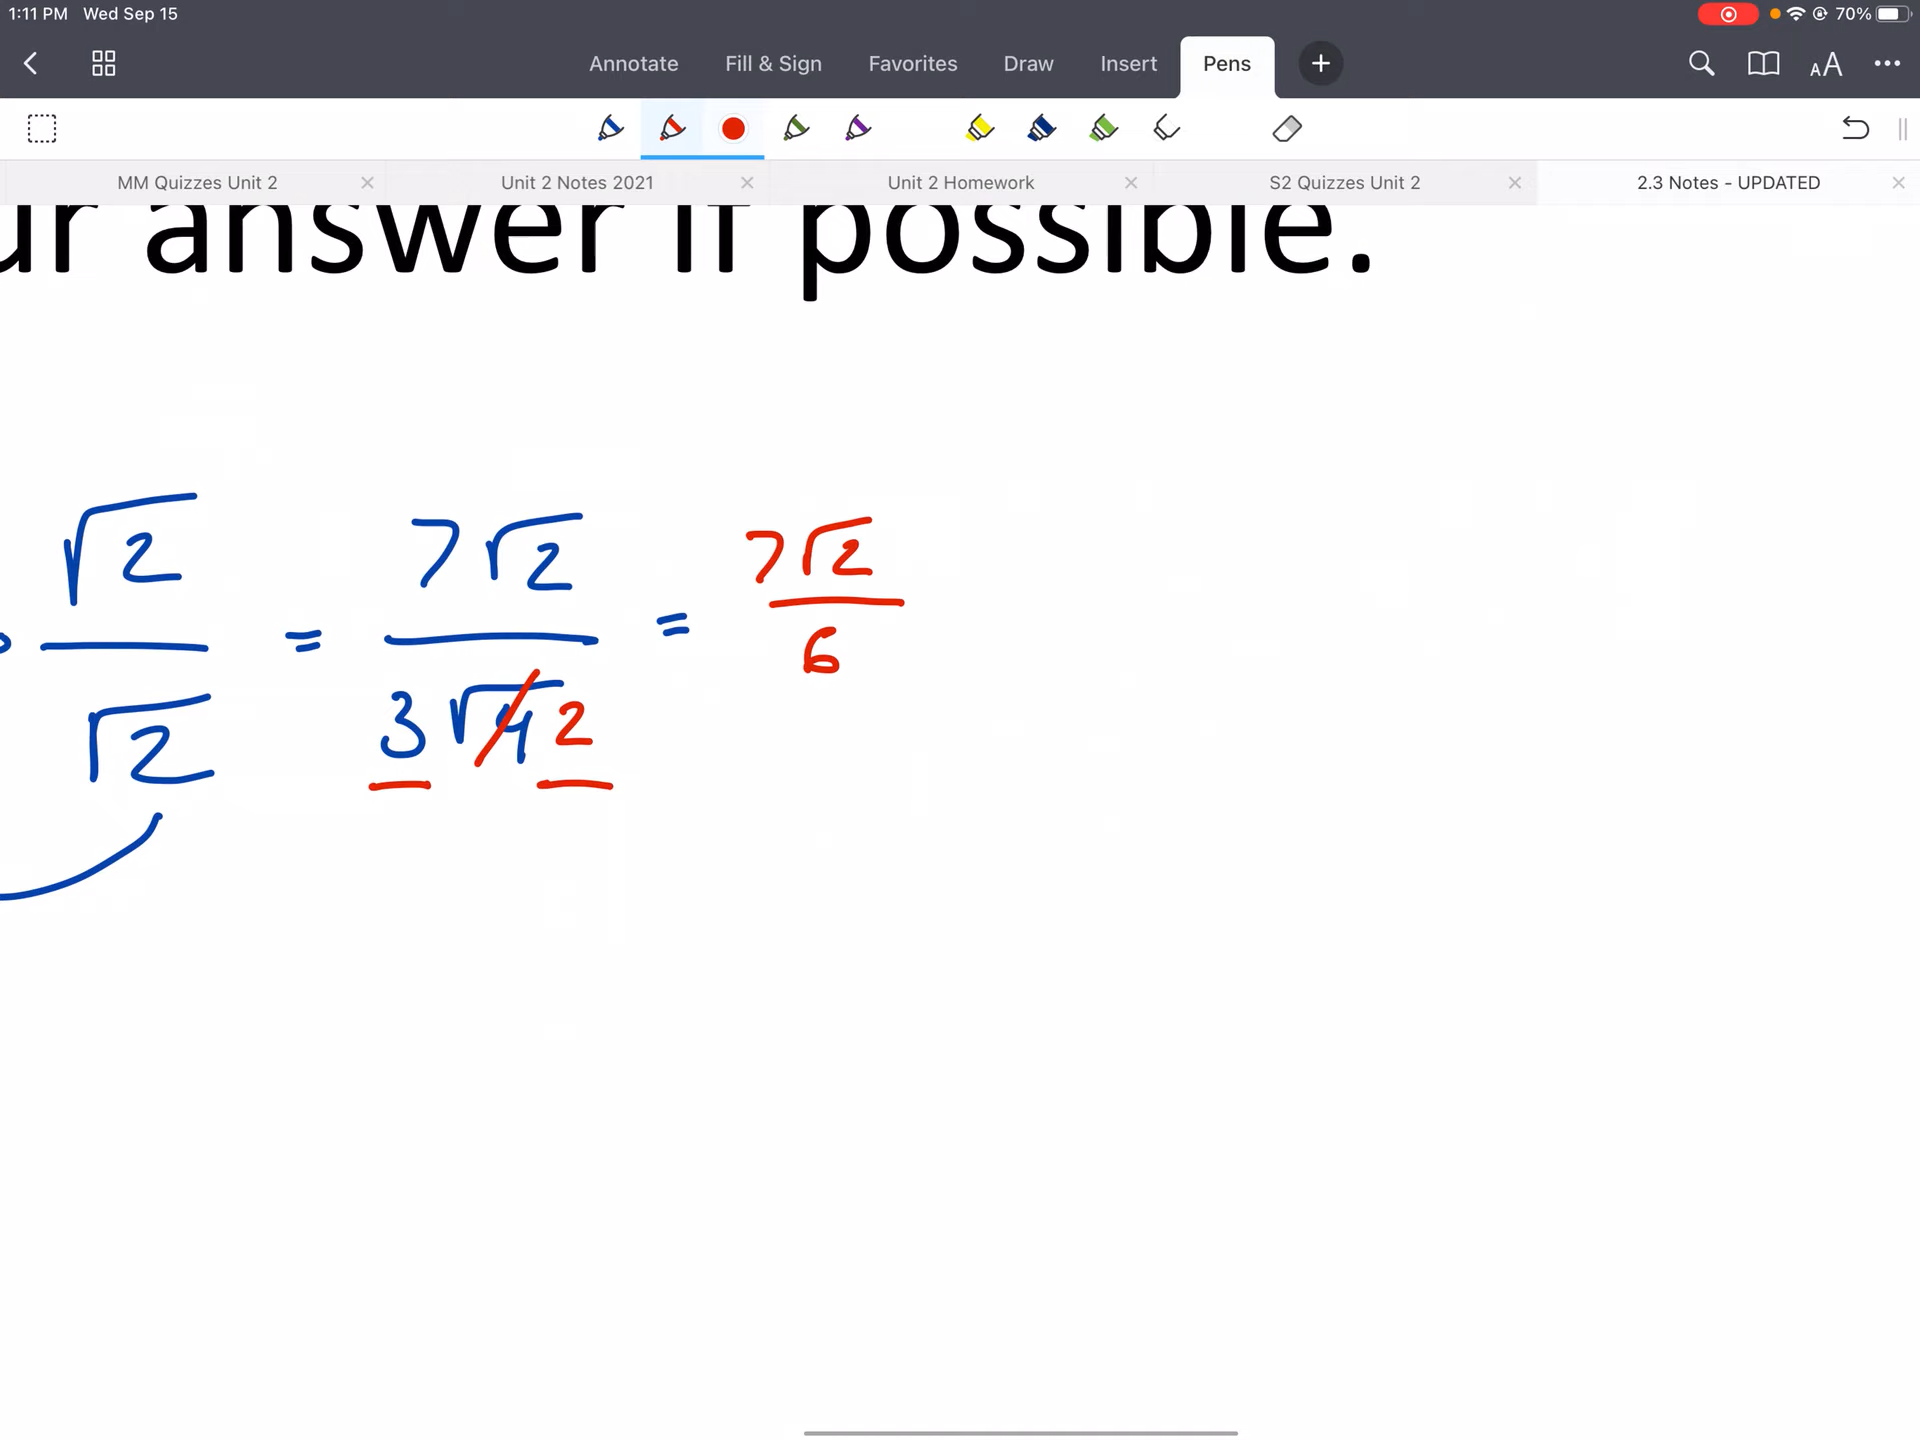 1:11 PM Wed Sep 15 70%
Annotate Fill & Sign Favorites Draw Insert Pens +
AA
MM Quizzes Unit 2 × Unit 2 Notes 2021 × Unit 2 Homework × S2 Quizzes Unit 2 × 2.3 Notes - UPDATED ×
ur answer if possible.
√2 / √2 = 7√2 / 3√4 2 = 7√2 / 6